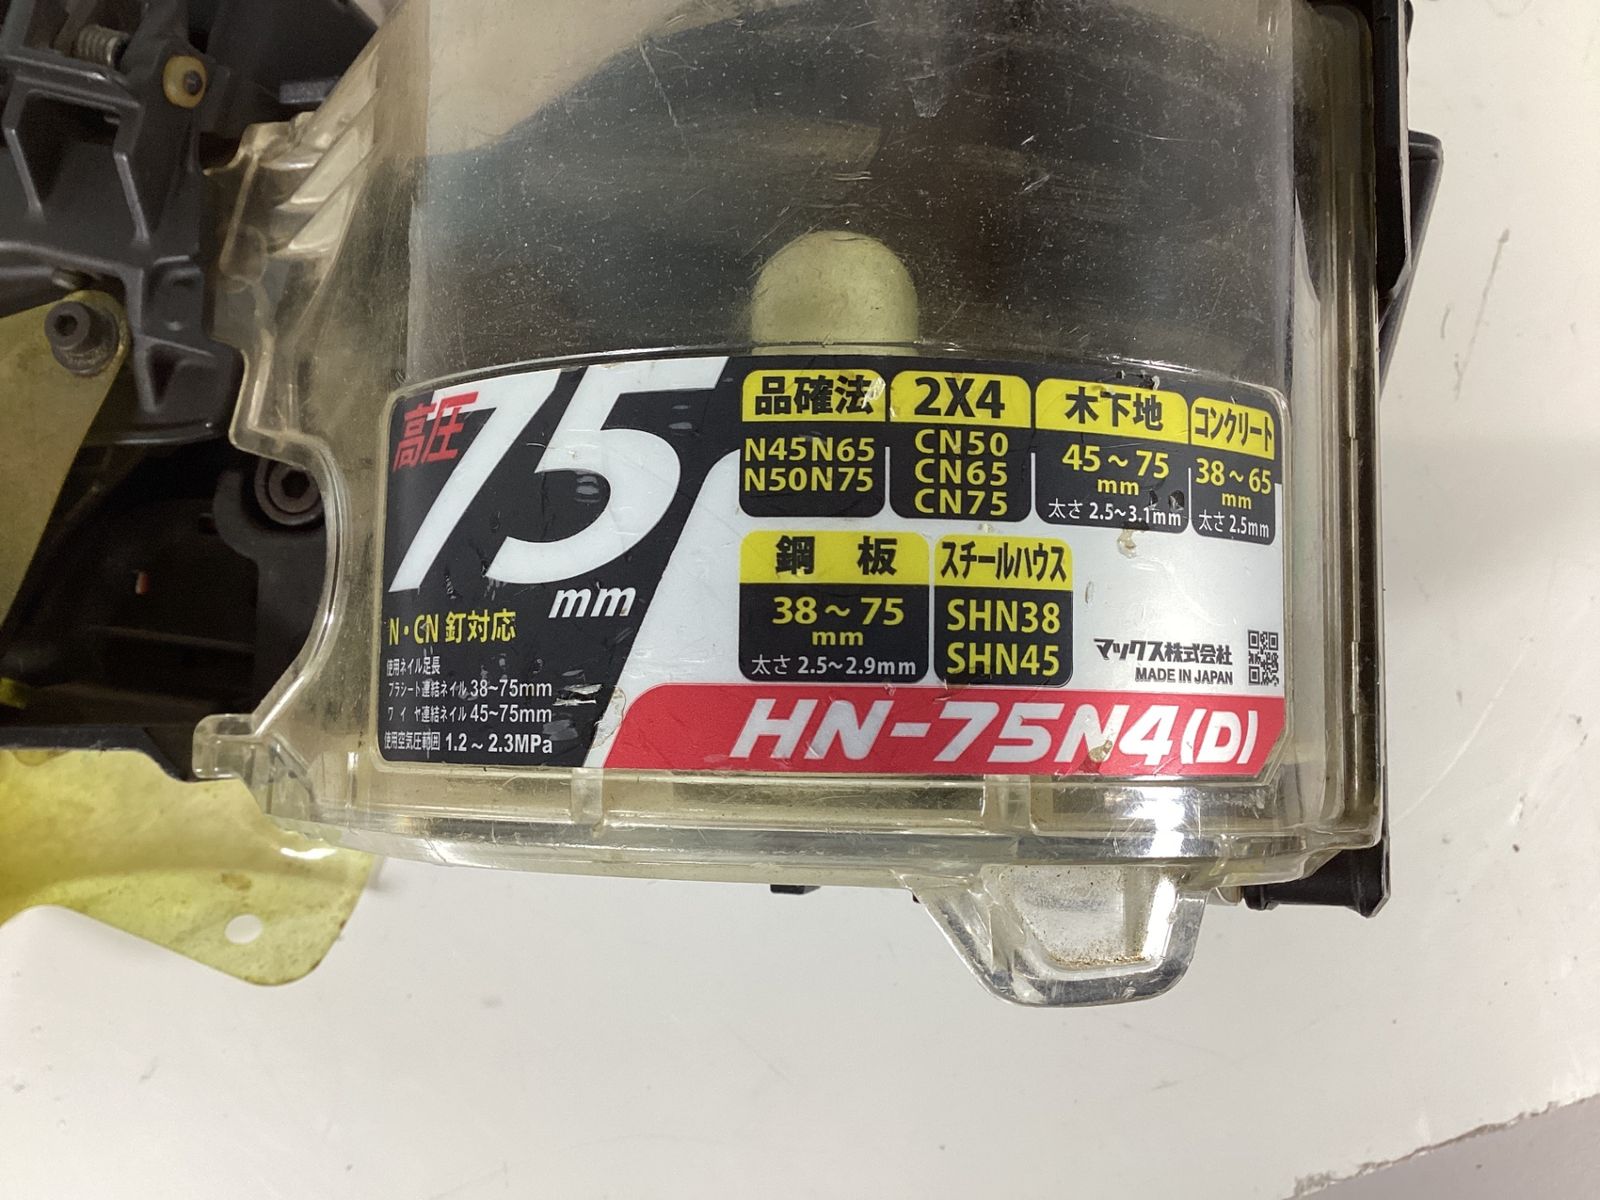 高圧
75
mm
N・CN 釘対応
使用ネイル足長
プラシート連結ネイル 38~75mm
ワイヤ連結ネイル 45~75mm
使用空気圧範囲 1.2~2.3MPa
品確法
N45N65
N50N75
2X4
CN50
CN65
CN75
木下地
45~75
mm
太さ 2.5~3.1mm
コンクリート
38~65
mm
太さ 2.5mm
鋼 板
38~75
mm
太さ 2.5~2.9mm
スチールハウス
SHN38
SHN45
マックス株式会社
MADE IN JAPAN
HN-75N4(D)